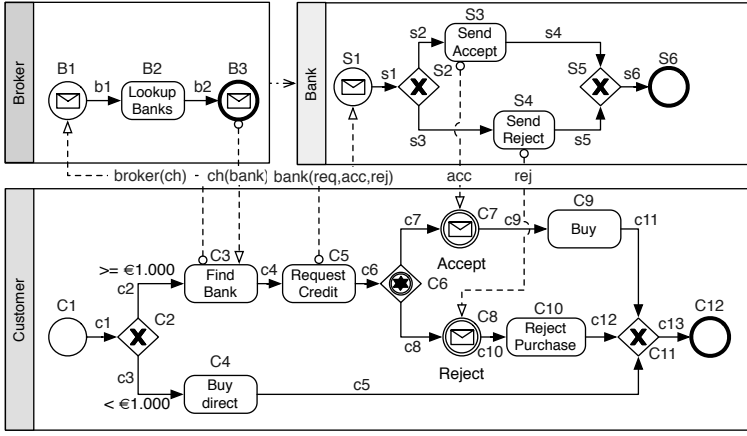 Broker
B1
b1
B2
Lookup
Banks
b2
B3
Bank
S1
s1
s2
S2
s3
S3
Send
Accept
s4
S4
Send
Reject
s5
S5
s6
S6
broker(ch)
ch(bank)
bank(req,acc,rej)
acc
rej
Customer
C1
c1
C2
>= €1.000
c2
c3
< €1.000
C3
Find
Bank
c4
C4
Buy
direct
c5
C5
Request
Credit
c6
C6
c7
C7
Accept
c8
C8
Reject
c9
C9
Buy
c10
C10
Reject
Purchase
c11
c12
C11
c13
C12